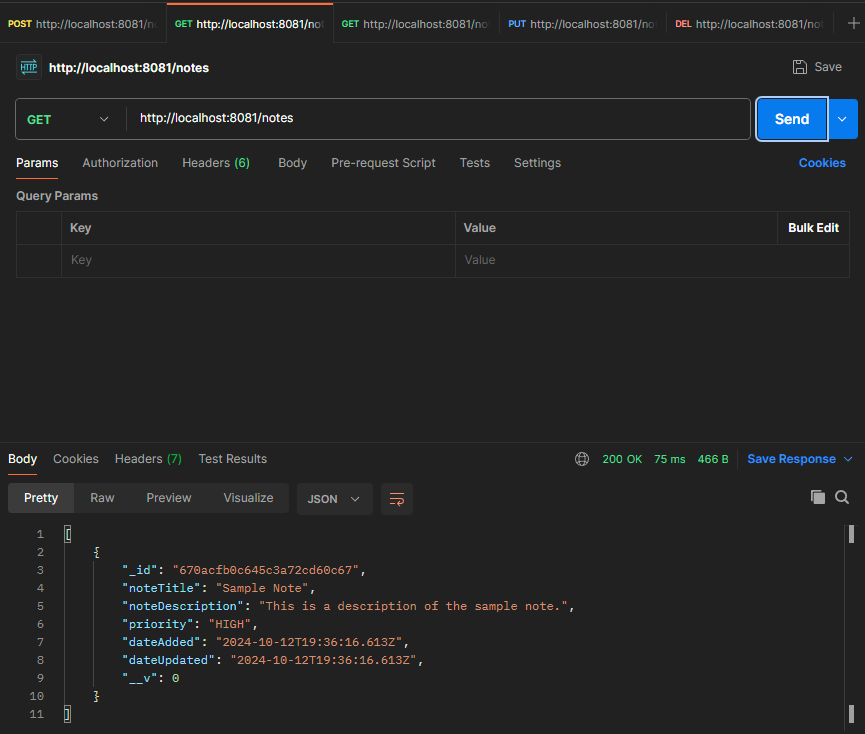 POST http://localhost:8081/n GET http://localhost:8081/no GET http://localhost:8081/no PUT http://localhost:8081/no DEL http://localhost:8081/not +
HTTP http://localhost:8081/notes Save
GET http://localhost:8081/notes Send
Params Authorization Headers (6) Body Pre-request Script Tests Settings Cookies
Query Params
Key Value Bulk Edit
Key Value
Body Cookies Headers (7) Test Results 200 OK 75 ms 466 B Save Response
Pretty Raw Preview Visualize JSON
1 [
2 {
3 "_id": "670acfb0c645c3a72cd60c67",
4 "noteTitle": "Sample Note",
5 "noteDescription": "This is a description of the sample note.",
6 "priority": "HIGH",
7 "dateAdded": "2024-10-12T19:36:16.613Z",
8 "dateUpdated": "2024-10-12T19:36:16.613Z",
9 "__v": 0
10 }
11 ]